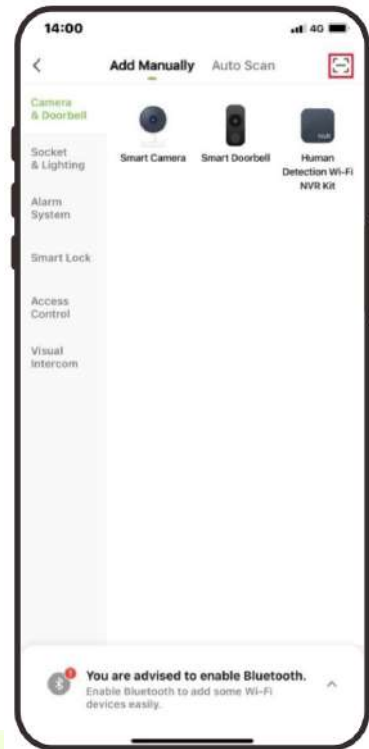 14:00
4G
Add Manually Auto Scan
Camera
& Doorbell
Socket
& Lighting
Alarm
System
Smart Lock
Access
Control
Visual
Intercom
Smart Camera
Smart Doorbell
Human
Detection Wi-Fi
NVR Kit
You are advised to enable Bluetooth.
Enable Bluetooth to add some Wi-Fi
devices easily.